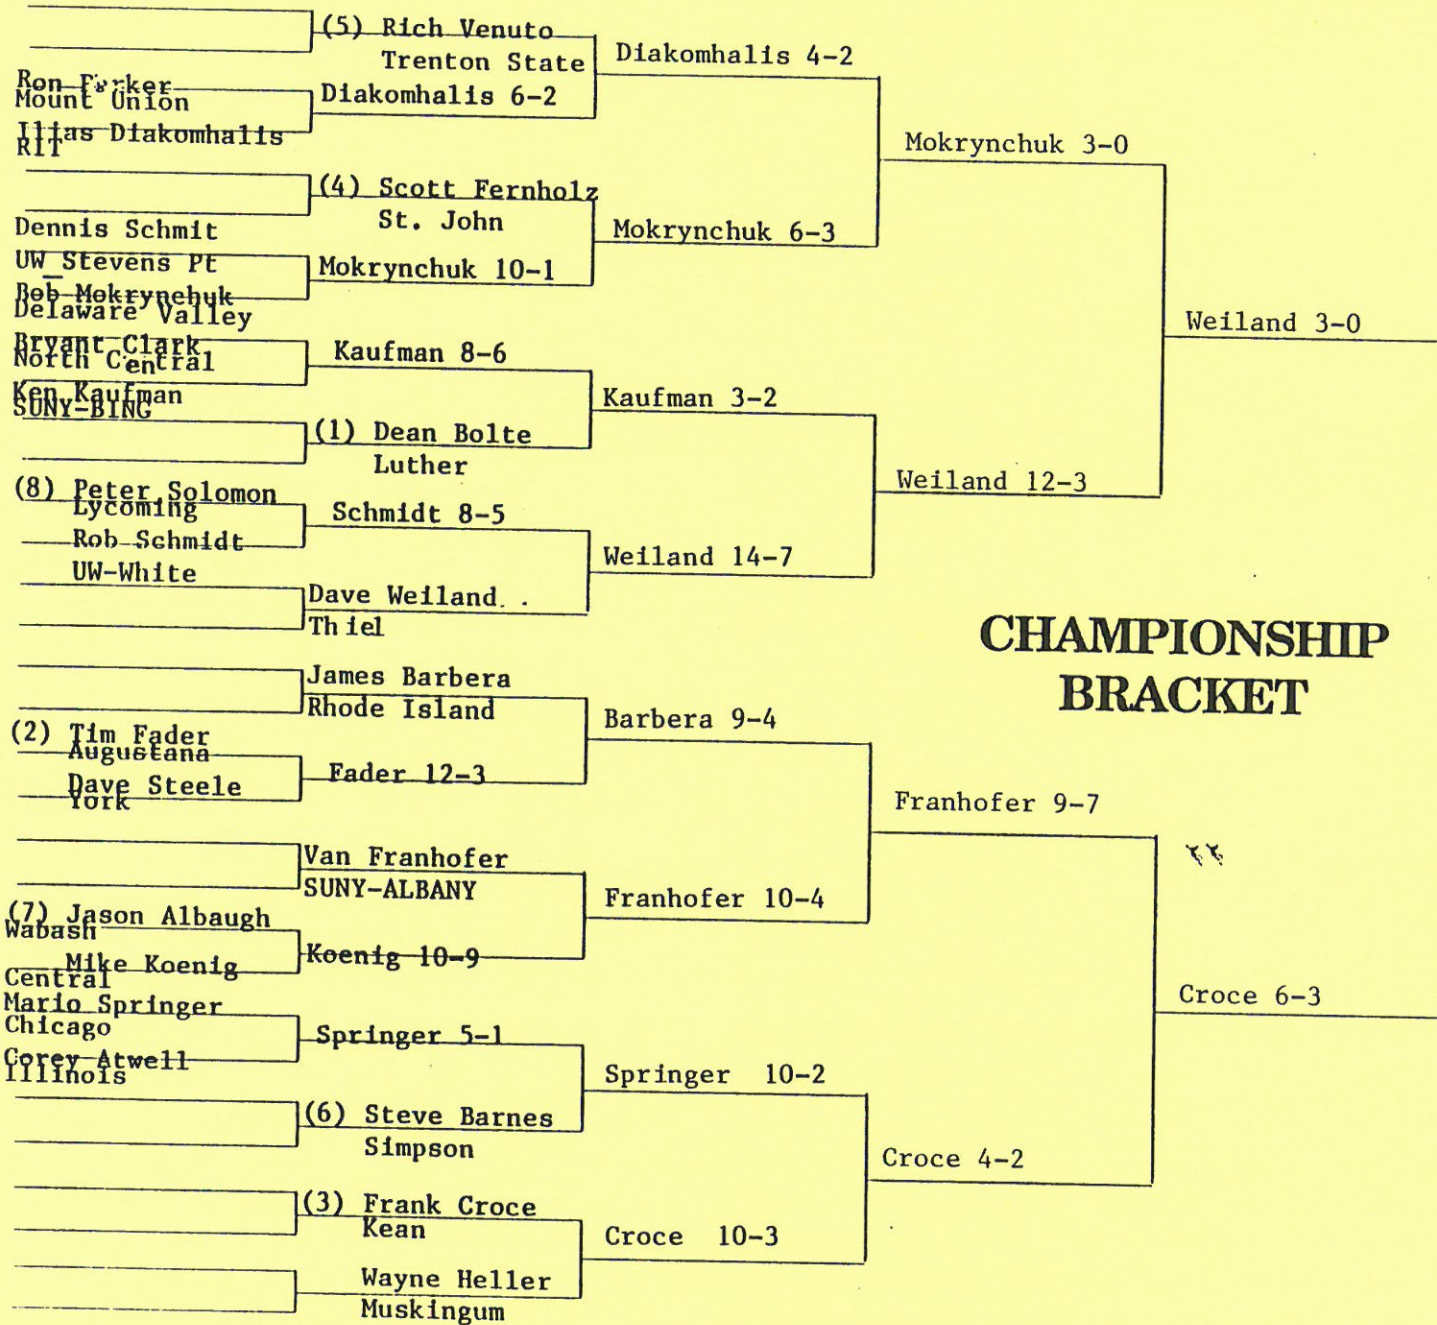 (5) Rich Venuto
Trenton State
Diakomhalis 4-2
Ron
Mount Union
Diakomhalis 6-2
Ilias Diakomhalis
RIT
Mokrynchuk 3-0
(4) Scott Fernholz
St. John
Dennis Schmit
Mokrynchuk 6-3
UW Stevens Pt
Mokrynchuk 10-1
Bob Mokrynchuk
Delaware Valley
Weiland 3-0
Bryant Clark
North Central
Kaufman 8-6
Ken Kaufman
SUNY-BING
Kaufman 3-2
(1) Dean Bolte
Luther
Weiland 12-3
(8) Peter Solomon
Lycoming
Schmidt 8-5
Rob Schmidt
UW-White
Weiland 14-7
Dave Weiland
Thiel
CHAMPIONSHIP
BRACKET
James Barbera
Rhode Island
Barbera 9-4
(2) Tim Fader
Augustana
Fader 12-3
Dave Steele
York
Franhofer 9-7
Van Franhofer
SUNY-ALBANY
Franhofer 10-4
(7) Jason Albaugh
Wabash
Koenig 10-9
Mike Koenig
Central
Croce 6-3
Mario Springer
Chicago
Springer 5-1
Corey Atwell
Illinois
Springer 10-2
(6) Steve Barnes
Simpson
Croce 4-2
(3) Frank Croce
Kean
Croce 10-3
Wayne Heller
Muskingum